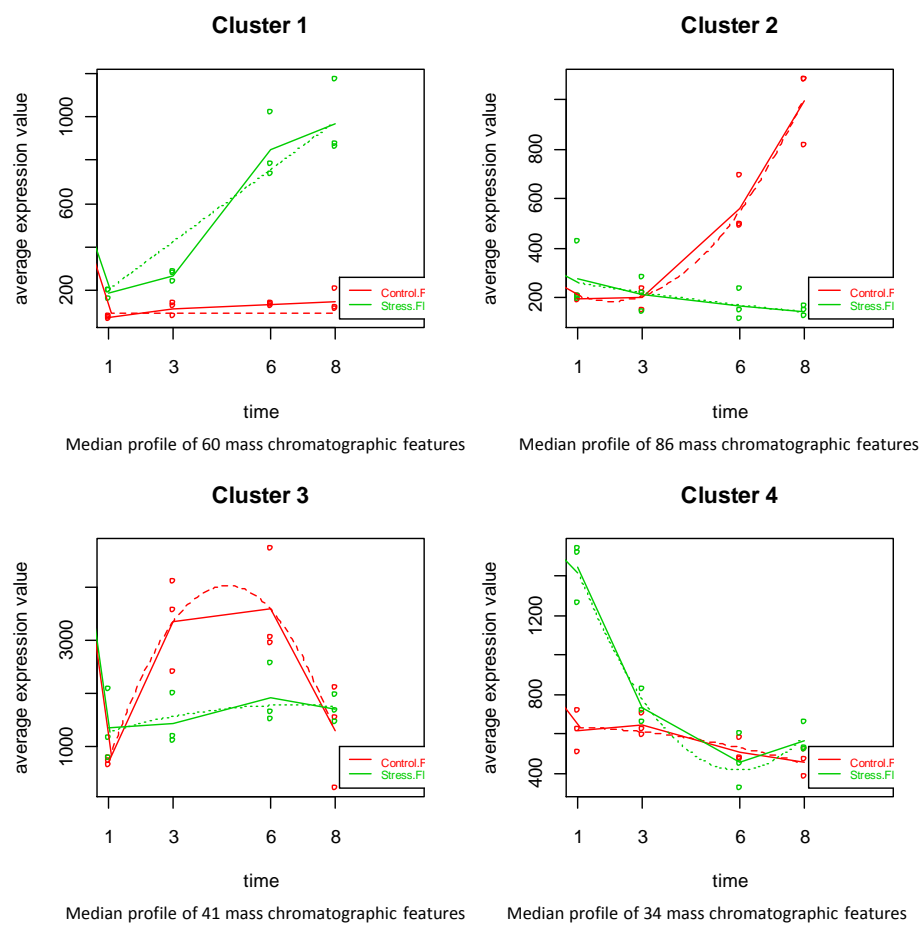 Cluster 1
average expression value
1000
600
200
Control.F
Stress.Fl
1 3 6 8
time
Median profile of 60 mass chromatographic features
Cluster 2
average expression value
800
600
400
200
Control.F
Stress.Fl
1 3 6 8
time
Median profile of 86 mass chromatographic features
Cluster 3
average expression value
3000
1000
Control.F
Stress.Fl
1 3 6 8
time
Median profile of 41 mass chromatographic features
Cluster 4
average expression value
1200
800
400
Control.F
Stress.Fl
1 3 6 8
time
Median profile of 34 mass chromatographic features